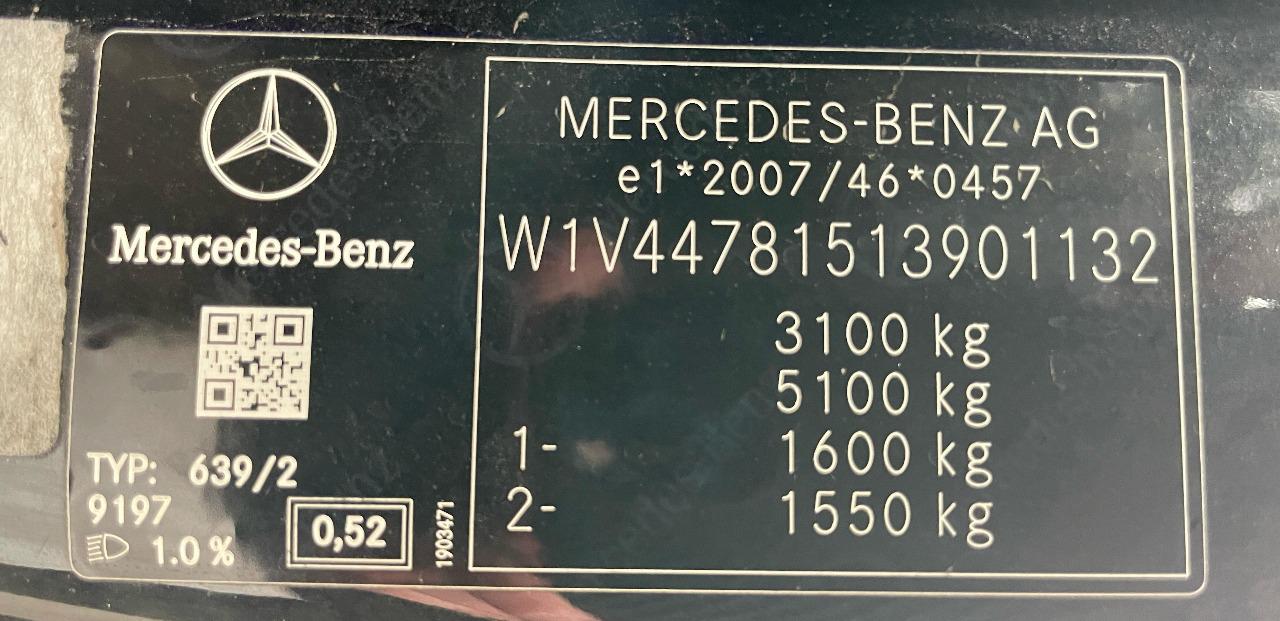 Mercedes-Benz
TYP: 639/2
9197
1.0 %
0,52
1903471
MERCEDES-BENZ AG
e1*2007/46*0457
W1V44781513901132
3100 kg
5100 kg
1- 1600 kg
2- 1550 kg